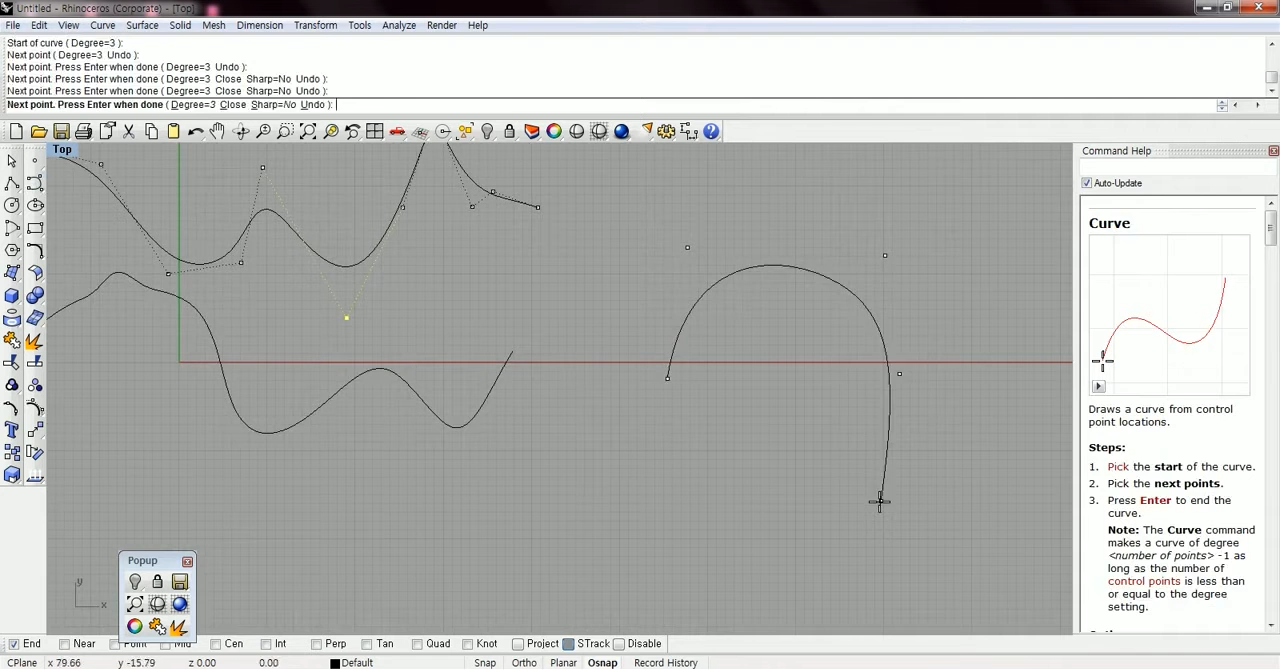 Untitled - Rhinoceros (Corporate) - [Top]
File Edit View Curve Surface Solid Mesh Dimension Transform Tools Analyze Render Help
Start of curve ( Degree=3 ):
Next point ( Degree=3 Undo ):
Next point. Press Enter when done ( Degree=3 Undo ):
Next point. Press Enter when done ( Degree=3 Close Sharp=No Undo ):
Next point. Press Enter when done ( Degree=3 Close Sharp=No Undo ):
Next point. Press Enter when done ( Degree=3 Close Sharp=No Undo ):
Top
Command Help
Auto-Update
Curve
Draws a curve from control
point locations.
Steps:
1. Pick the start of the curve.
2. Pick the next points.
3. Press Enter to end the
curve.
Note: The Curve command
makes a curve of degree
<number of points> -1 as
long as the number of
control points is less than
or equal to the degree
setting.
Popup
y
x
End Near Point Mid Cen Int Perp Tan Quad Knot Project STrack Disable
CPlane x 79.66 y -15.79 z 0.00 0.00 Default Snap Ortho Planar Osnap Record History